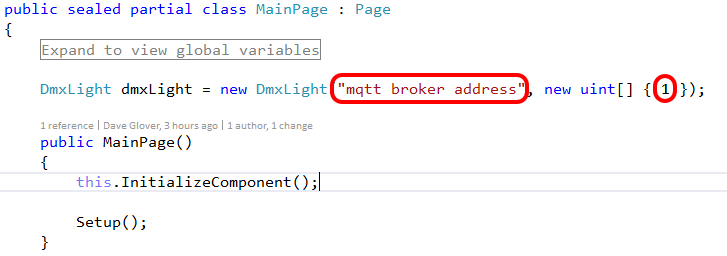 public sealed partial class MainPage : Page
{
Expand to view global variables
DmxLight dmxLight = new DmxLight "mqtt broker address", new uint[] { 1 });
1 reference | Dave Glover, 3 hours ago | 1 author, 1 change
public MainPage()
{
this.InitializeComponent();
Setup();
}